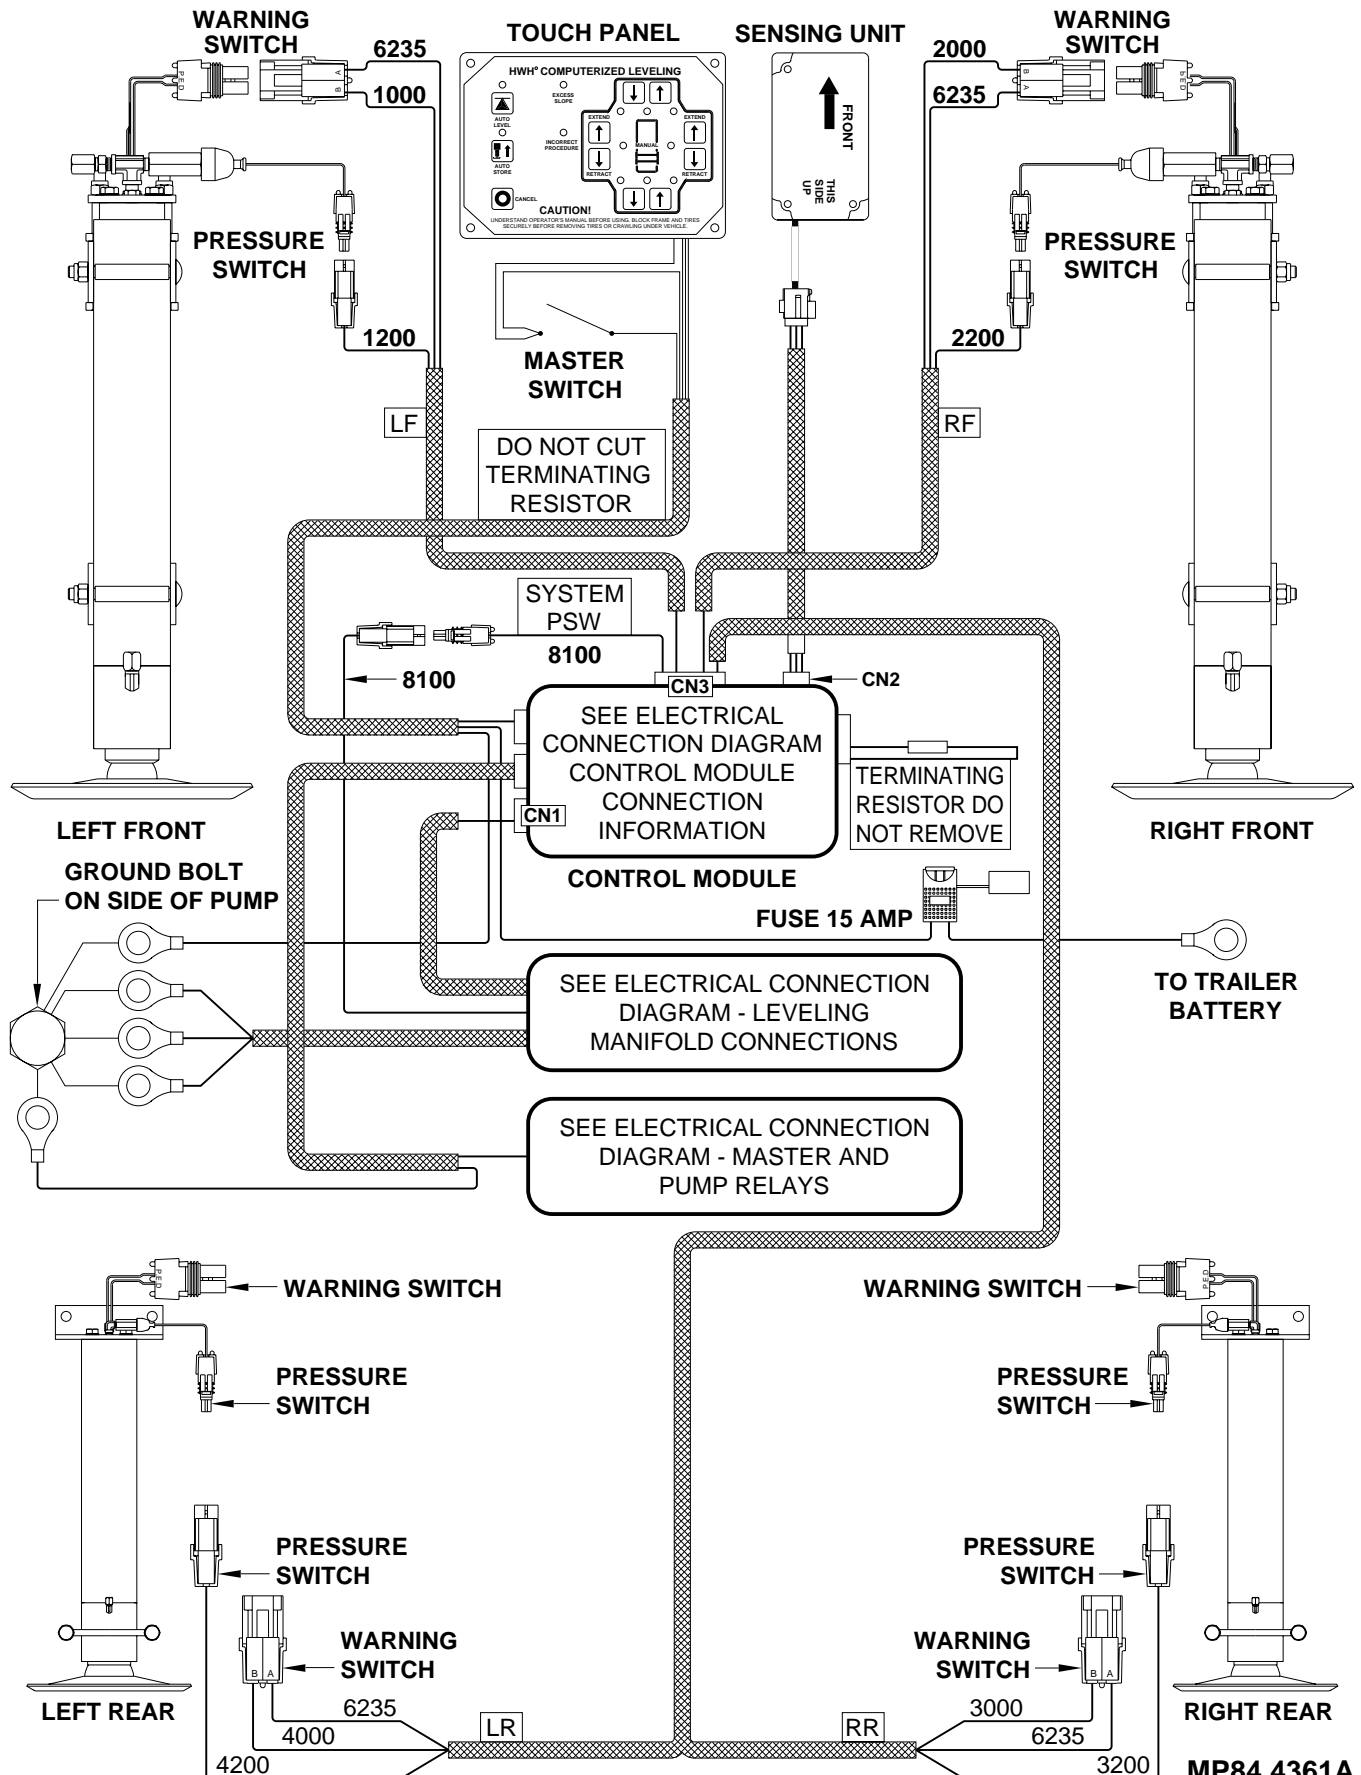 WARNING
SWITCH
6235
1000
TOUCH PANEL
SENSING UNIT
WARNING
SWITCH
2000
6235
PED
A
B
HWH® COMPUTERIZED LEVELING
AUTO
LEVEL
EXCESS
SLOPE
AUTO
STORE
INCORRECT
PROCEDURE
CANCEL
EXTEND
EXTEND
MANUAL
RETRACT
RETRACT
CAUTION!
UNDERSTAND OPERATOR'S MANUAL BEFORE USING. BLOCK FRAME AND TIRES
SECURELY BEFORE REMOVING TIRES OR CRAWLING UNDER VEHICLE.
FRONT
THIS
SIDE
UP
B
A
PED
PRESSURE
SWITCH
PRESSURE
SWITCH
1200
MASTER
SWITCH
2200
LF
RF
DO NOT CUT
TERMINATING
RESISTOR
SYSTEM
PSW
8100
8100
CN3
CN2
SEE ELECTRICAL
CONNECTION DIAGRAM
CONTROL MODULE
CONNECTION
INFORMATION
CN1
TERMINATING
RESISTOR DO
NOT REMOVE
LEFT FRONT
RIGHT FRONT
CONTROL MODULE
GROUND BOLT
ON SIDE OF PUMP
FUSE 15 AMP
TO TRAILER
BATTERY
SEE ELECTRICAL CONNECTION
DIAGRAM - LEVELING
MANIFOLD CONNECTIONS
SEE ELECTRICAL CONNECTION
DIAGRAM - MASTER AND
PUMP RELAYS
PED
WARNING SWITCH
WARNING SWITCH
PED
PRESSURE
SWITCH
PRESSURE
SWITCH
PRESSURE
SWITCH
PRESSURE
SWITCH
WARNING
SWITCH
B A
WARNING
SWITCH
B A
LEFT REAR
RIGHT REAR
6235
4000
4200
LR
RR
3000
6235
3200
MP84.4361A